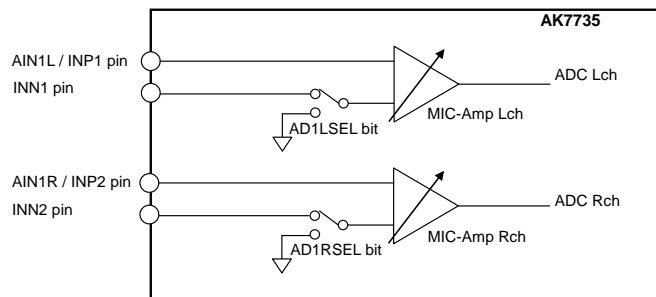 AK7735
AIN1L / INP1 pin
ADC Lch
INN1 pin
MIC-Amp Lch
AD1LSEL bit
AIN1R / INP2 pin
ADC Rch
INN2 pin
MIC-Amp Rch
AD1RSEL bit